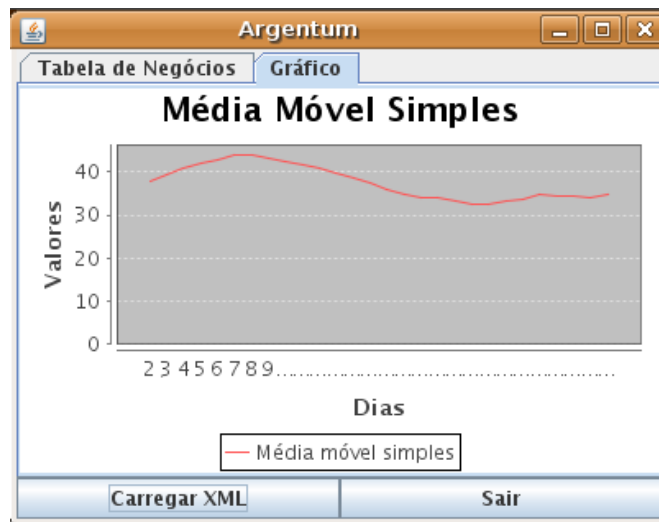 Argentum
Tabela de Negócios Gráfico
Média Móvel Simples
Valores
40
30
20
10
0
2 3 4 5 6 7 8 9.............................................................
Dias
Média móvel simples
Carregar XML Sair